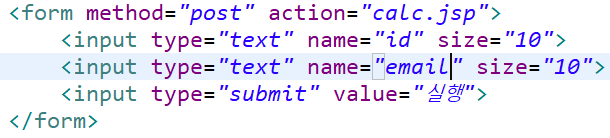 <form method="post" action="calc.jsp">
<input type="text" name="id" size="10">
<input type="text" name="email" size="10">
<input type="submit" value="실행">
</form>